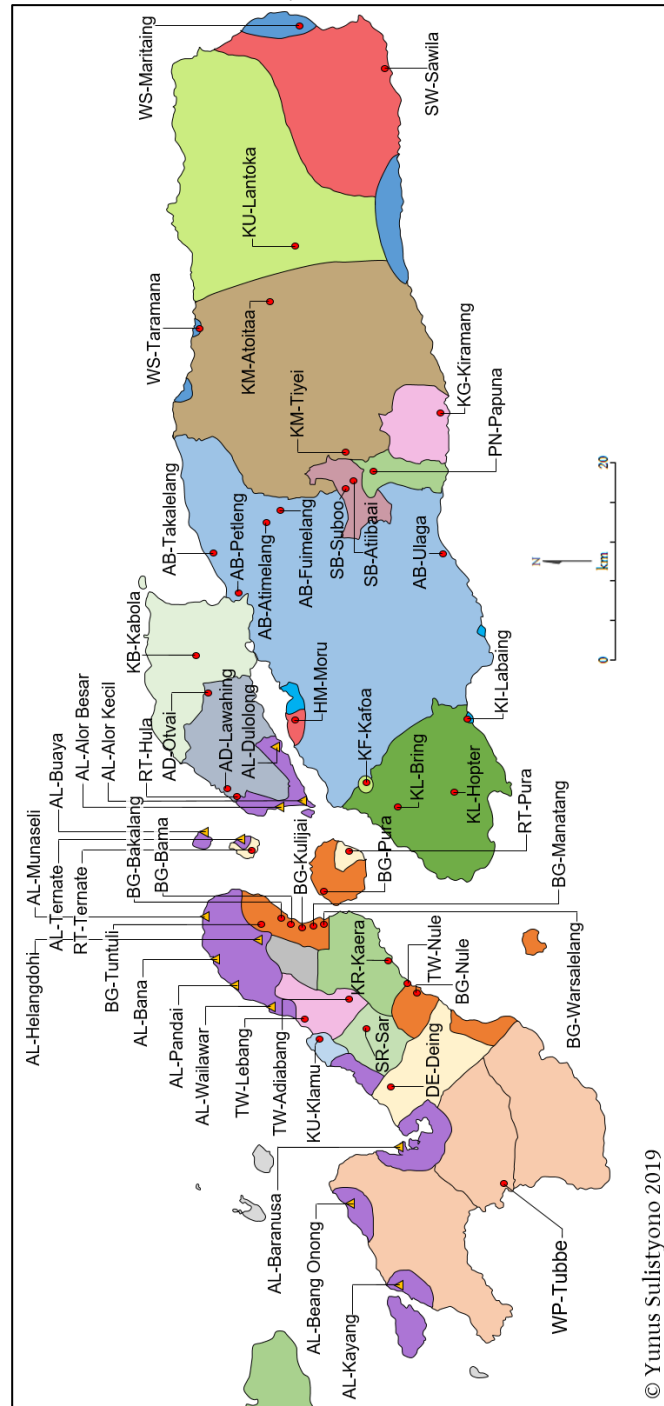 WS-Maritaing
SW-Sawila
KU-Lantoka
WS-Taramana
KM-Atoitaa
KM-Tiyei
KG-Kiramang
PN-Papuna
AB-Takalelang
AB-Petleng
AB-Atimelang
AB-Fuimelang
SB-Suboo
SB-Atiibaai
AB-Ulaga
KB-Kabola
AD-Otvai
AD-Lawahing
AL-Dulolong
RT-Hula
AL-Alor Kecil
AL-Alor Besar
AL-Buaya
HM-Moru
KI-Labaing
KF-Kafoa
KL-Bring
KL-Hopter
RT-Pura
BG-Pura
BG-Manatang
BG-Kulijai
BG-Bama
BG-Bakalang
AL-Munaseli
AL-Ternate
RT-Ternate
AL-Helangdohi
BG-Tuntuli
AL-Bana
AL-Pandai
AL-Wailawar
TW-Lebang
TW-Adiabang
KU-Klamu
KR-Kaera
SR-Sar
DE-Deing
TW-Nule
BG-Nule
BG-Warsalelang
AL-Baranusa
AL-Beang Onong
AL-Kayang
WP-Tubbe
N
0
km
20
© Yunus Sulistyono 2019